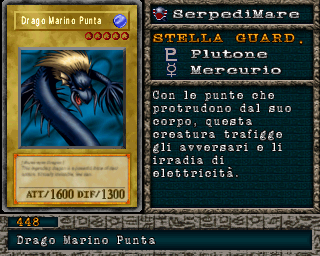 Drago Marino Punta
ATT/1600 DIF/1300
SerpediMare
STELLA GUARD.
Plutone
Mercurio
Con le punte che
protrudono dal suo
corpo, questa
creatura trafigge
gli avversari e li
irradia di
elettricità.
448
Drago Marino Punta